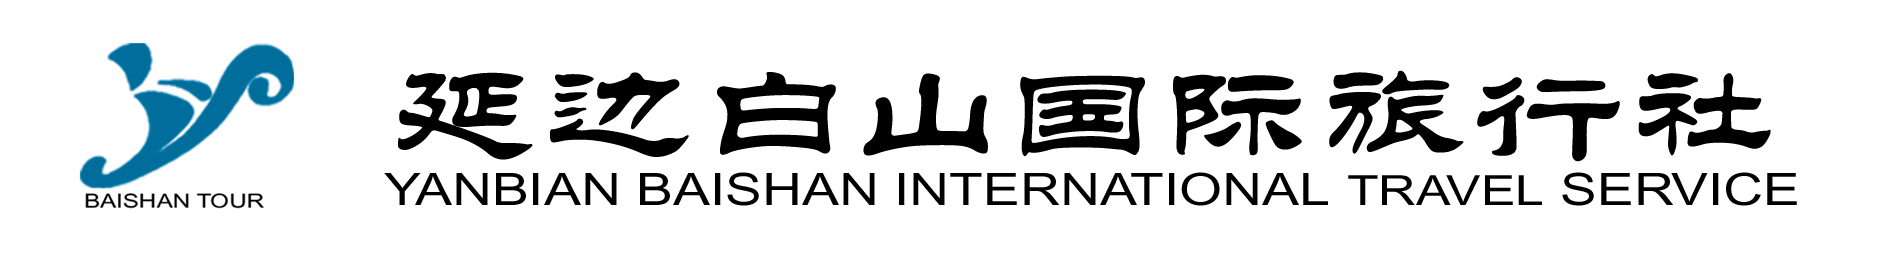 BAISHAN TOUR
延边白山国际旅行社
YANBIAN BAISHAN INTERNATIONAL TRAVEL SERVICE